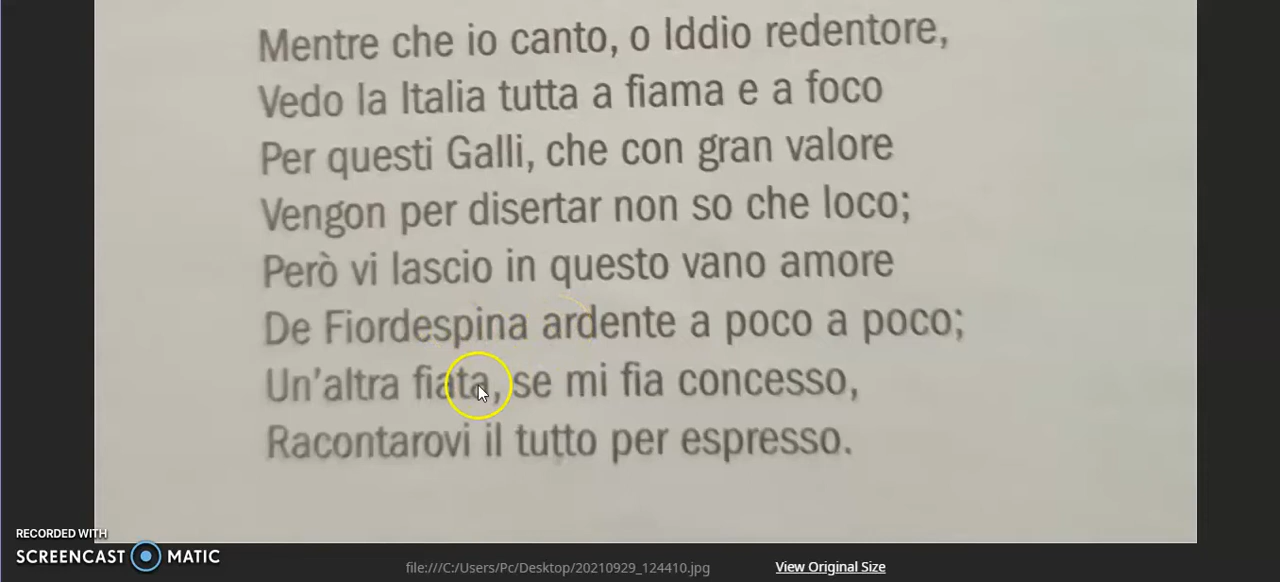 Mentre che io canto, o Iddio redentore,
Vedo la Italia tutta a fiama e a foco
Per questi Galli, che con gran valore
Vengon per disertar non so che loco;
Però vi lascio in questo vano amore
De Fiordespina ardente a poco a poco;
Un'altra fiata, se mi fia concesso,
Racontarovi il tutto per espresso.
RECORDED WITH
SCREENCAST MATIC
file:///C:/Users/Pc/Desktop/20210929_124410.jpg View Original Size